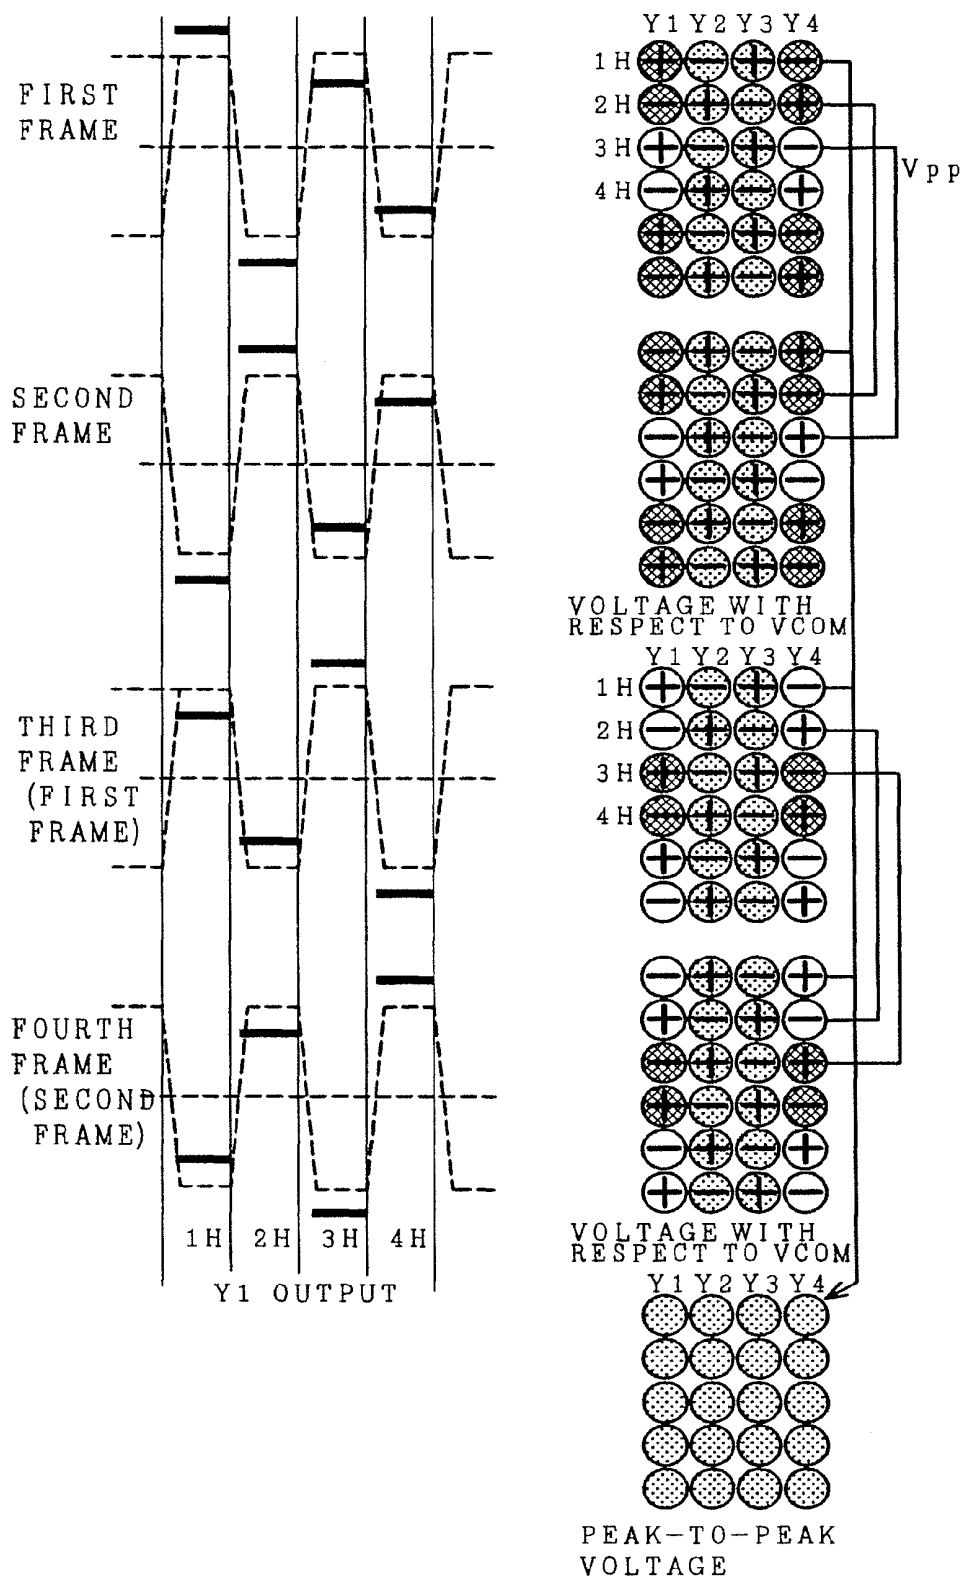 FIRST
FRAME
SECOND
FRAME
THIRD
FRAME
(FIRST
FRAME)
FOURTH
FRAME
(SECOND
FRAME)
1H 2H 3H 4H
Y1 OUTPUT
Y1 Y2 Y3 Y4
1H + − + −
2H − + − +
3H + − + −
Vpp
4H − + − +
+ − + −
− + − +
− + − +
+ − + −
− + − +
+ − + −
− + − +
+ − + −
VOLTAGE WITH
RESPECT TO VCOM
Y1 Y2 Y3 Y4
1H + − + −
2H − + − +
3H + − + −
4H − + − +
+ − + −
− + − +
− + − +
+ − + −
− + − +
+ − + −
− + − +
+ − + −
VOLTAGE WITH
RESPECT TO VCOM
Y1 Y2 Y3 Y4
PEAK-TO-PEAK
VOLTAGE